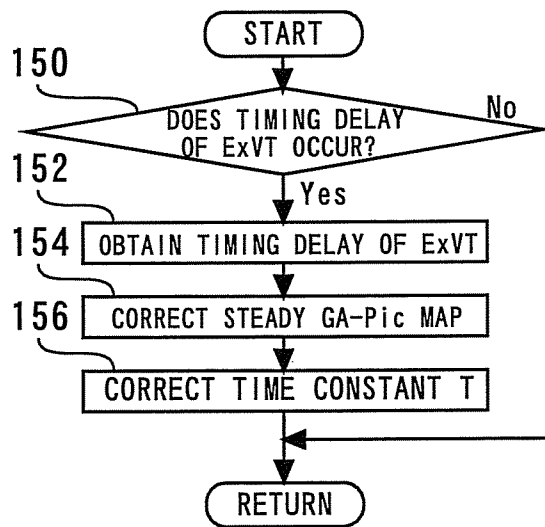 START
150
No
DOES TIMING DELAY
OF ExVT OCCUR?
152
Yes
OBTAIN TIMING DELAY OF ExVT
154
CORRECT STEADY GA-Pic MAP
156
CORRECT TIME CONSTANT T
RETURN